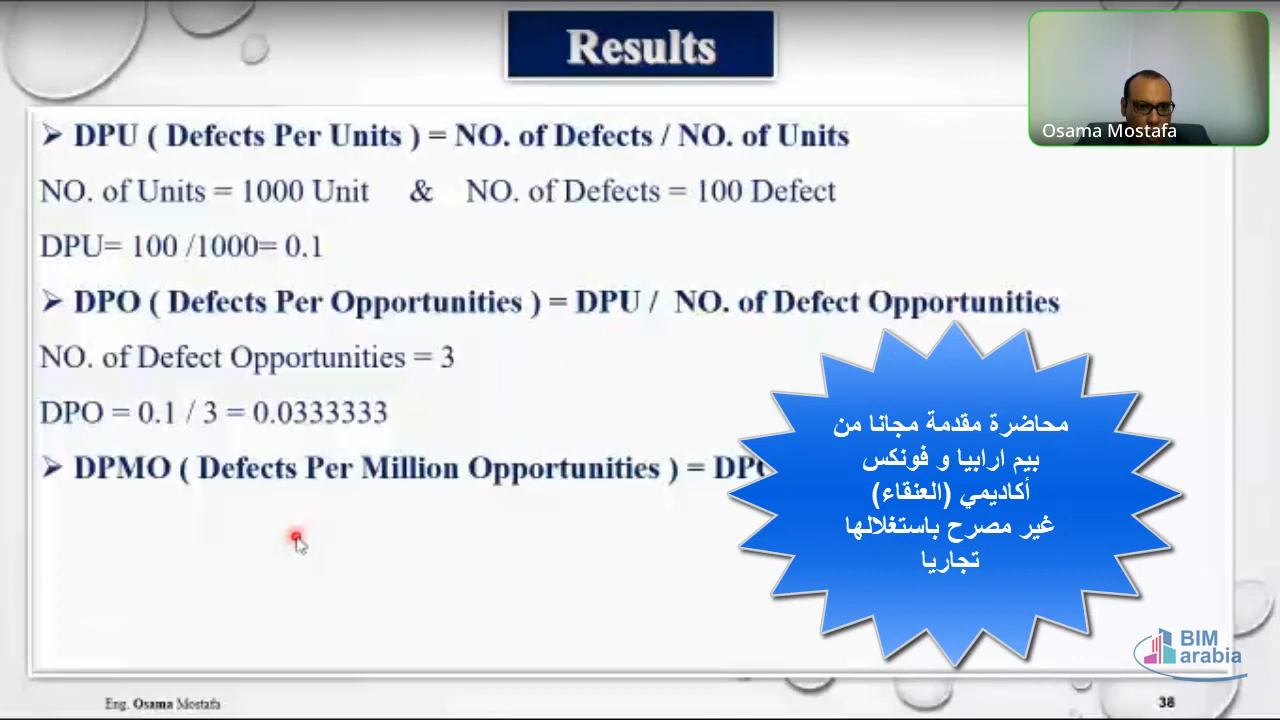 Results
Osama Mostafa
➢ DPU ( Defects Per Units ) = NO. of Defects / NO. of Units
NO. of Units = 1000 Unit & NO. of Defects = 100 Defect
DPU= 100 /1000= 0.1
➢ DPO ( Defects Per Opportunities ) = DPU / NO. of Defect Opportunities
NO. of Defect Opportunities = 3
DPO = 0.1 / 3 = 0.0333333
➢ DPMO ( Defects Per Million Opportunities ) =
محاضرة مقدمة مجانا من
بيم ارابيا و فونكس
أكاديمي (العنقاء)
غير مصرح باستغلالها
تجاريا
BIM
arabia
Eng. Osama Mostafa
38